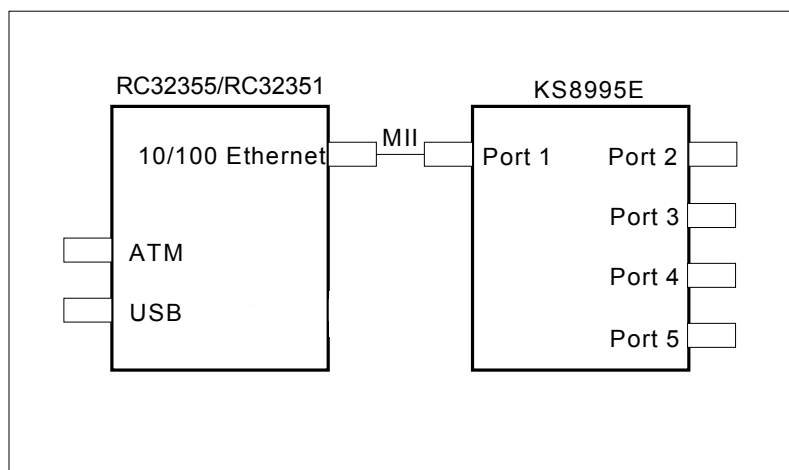 RC32355/RC32351
KS8995E
10/100 Ethernet
MII
Port 1
Port 2
Port 3
ATM
Port 4
USB
Port 5